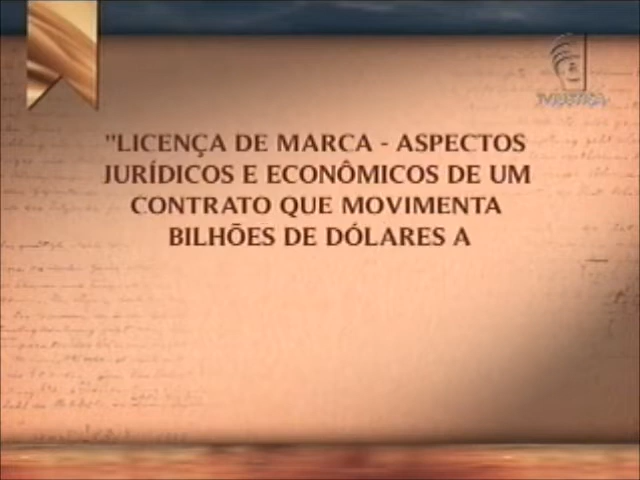 "LICENÇA DE MARCA - ASPECTOS
JURÍDICOS E ECONÔMICOS DE UM
CONTRATO QUE MOVIMENTA
BILHÕES DE DÓLARES A